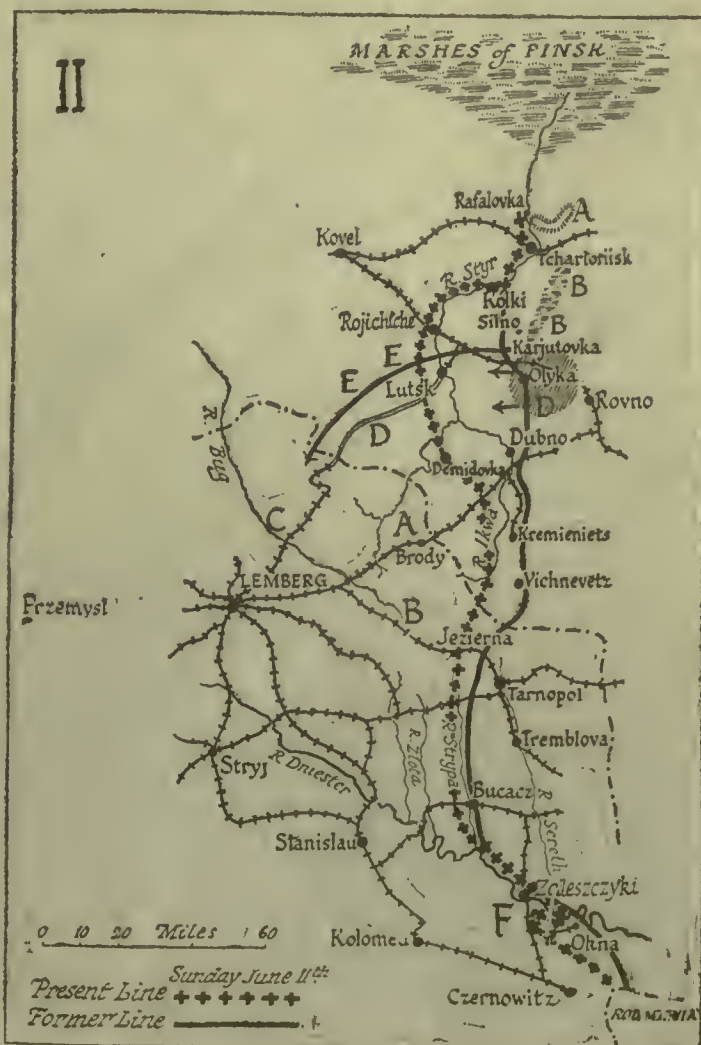 II
MARSHES of PINSK
Rafalovka
A
Kovel
Tchartoriisk
R. Styr
B
Kolki
Silno
B
Rojichtche
Karjutovka
E
E
Olyka
Lutsk
D
Rovno
D
Dubno
R. Bug
Demidovka
C
A
R. Ikwa
Kremieniets
Brody
LEMBERG
Vichnevetz
Przemysl
B
Jezierna
Tarnopol
R. Zlota
R. Strypa
Tremblova
Stryj
R. Dniester
Bucacz
R. Sereth
Stanislau
Zaleszczyki
F
0 10 20 Miles 60
Okna
Kolomea
Sunday June 11th
Present Line
Czernowitz
Former Line
ROUMANIA